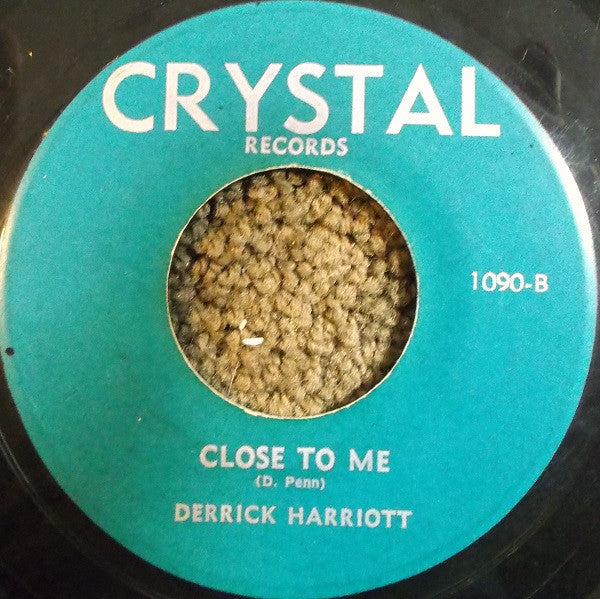 CRYSTAL
RECORDS
1090-B
CLOSE TO ME
(D. Penn)
DERRICK HARRIOTT